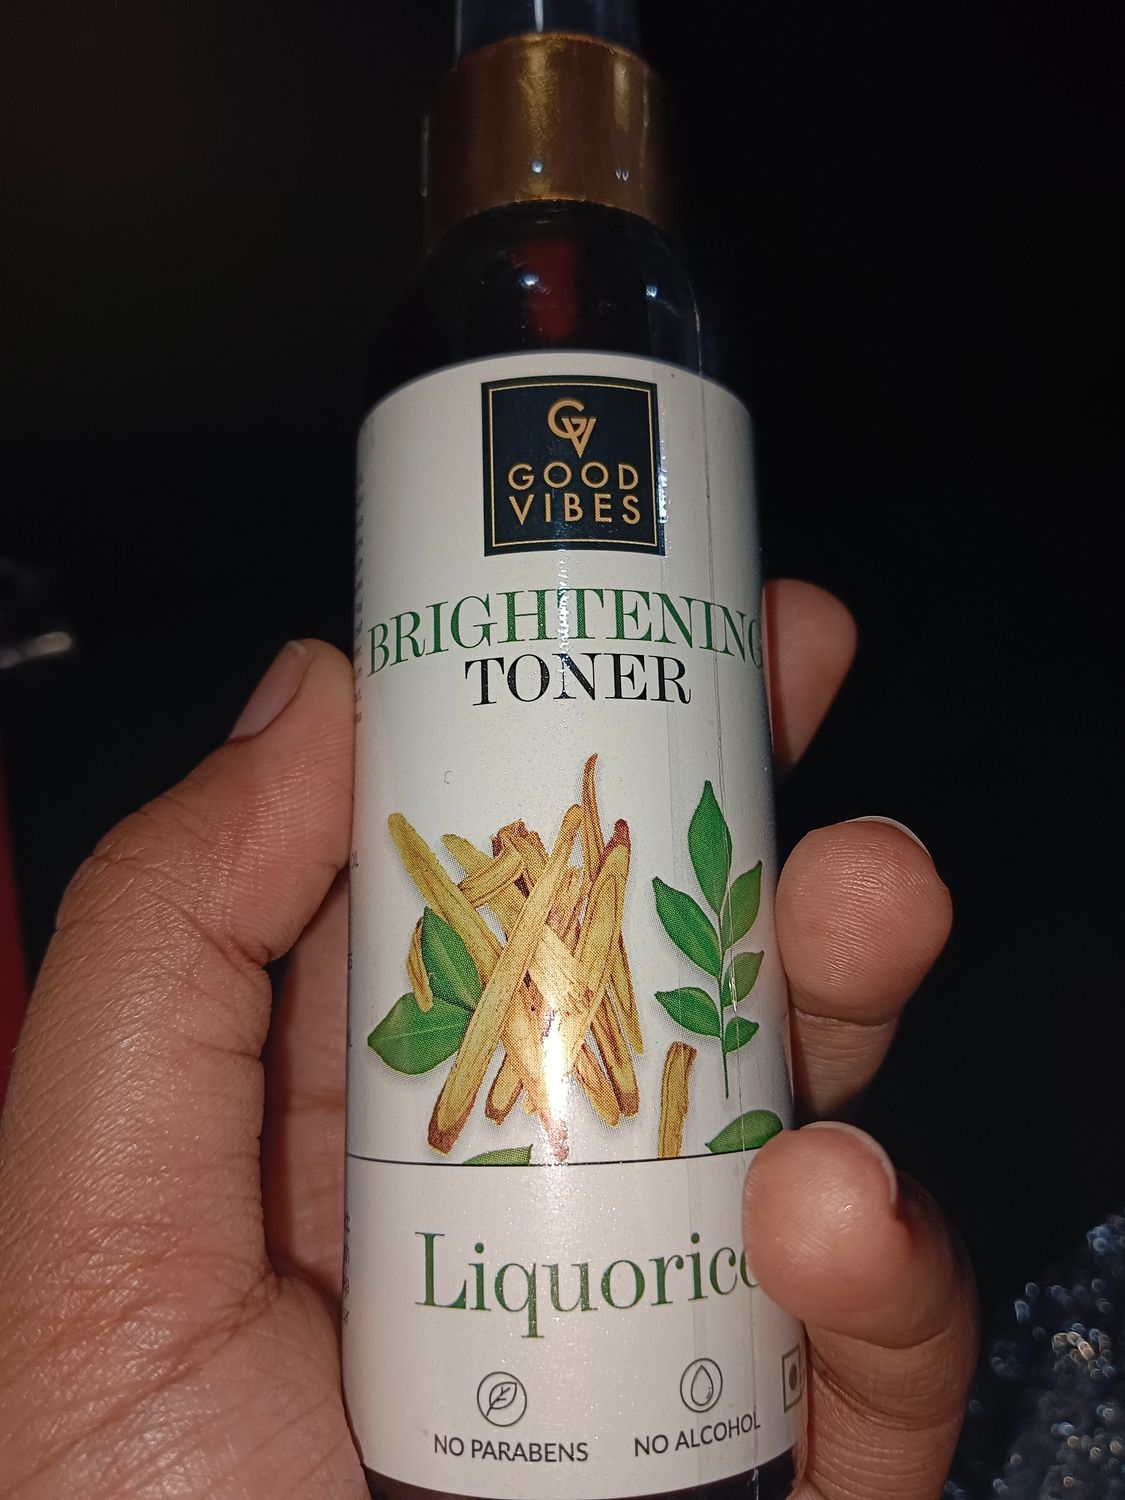 GV
GOOD
VIBES
BRIGHTENING
TONER
Liquorice
NO PARABENS
NO ALCOHOL